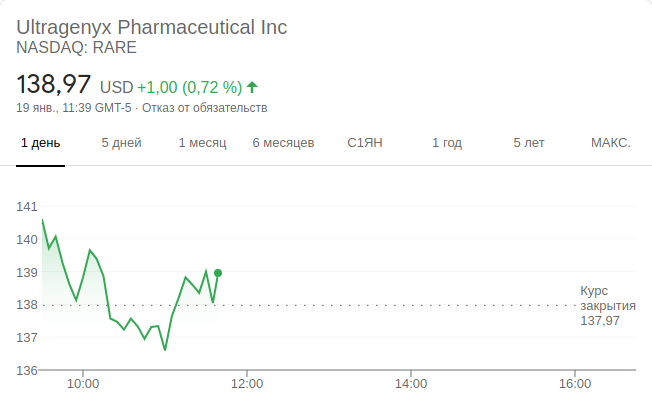 Ultragenyx Pharmaceutical Inc
NASDAQ: RARE
138,97 USD +1,00 (0,72 %)
19 янв., 11:39 GMT-5 · Отказ от обязательств
1 день 5 дней 1 месяц 6 месяцев С1ЯН 1 год 5 лет МАКС.
141
140
139
138
137
136
Курс
закрытия
137,97
10:00 12:00 14:00 16:00